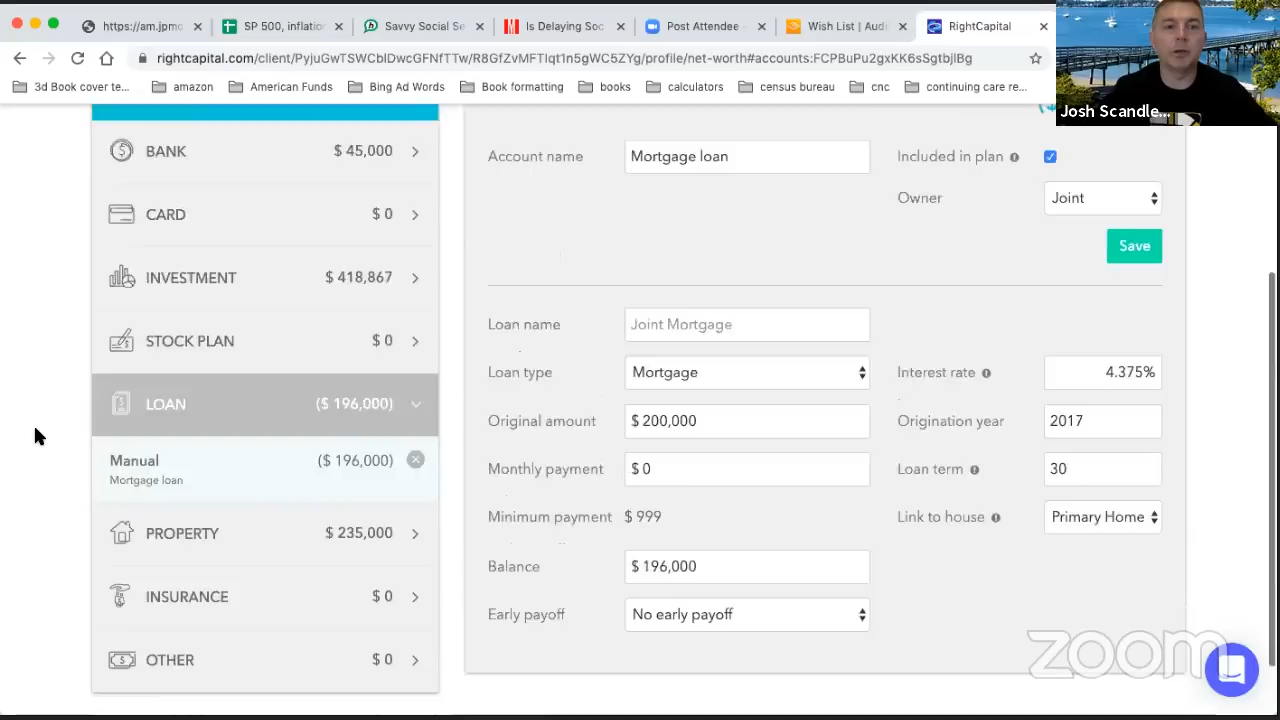 https://am.jpmo
SP 500, inflation
Savvy Social Se
Is Delaying Soc
Post Attendee
Wish List | Audi
RightCapital
rightcapital.com/client/PyjuGwTSWCblDwcGFNfTTw/R8GfZvMFTlqt1n5gWC5ZYg/profile/net-worth#accounts:FCPBuPu2gxKK6sSgtbjlBg
3d Book cover te...
amazon
American Funds
Bing Ad Words
Book formatting
books
calculators
census bureau
cnc
continuing care re...
Josh Scandle...
BANK $ 45,000
CARD $ 0
INVESTMENT $ 418,867
STOCK PLAN $ 0
LOAN ($ 196,000)
Manual ($ 196,000)
Mortgage loan
PROPERTY $ 235,000
INSURANCE $ 0
OTHER $ 0
Account name Mortgage loan Included in plan
Owner Joint
Save
Loan name Joint Mortgage
Loan type Mortgage Interest rate 4.375%
Original amount $ 200,000 Origination year 2017
Monthly payment $ 0 Loan term 30
Minimum payment $ 999 Link to house Primary Home
Balance $ 196,000
Early payoff No early payoff
zoom